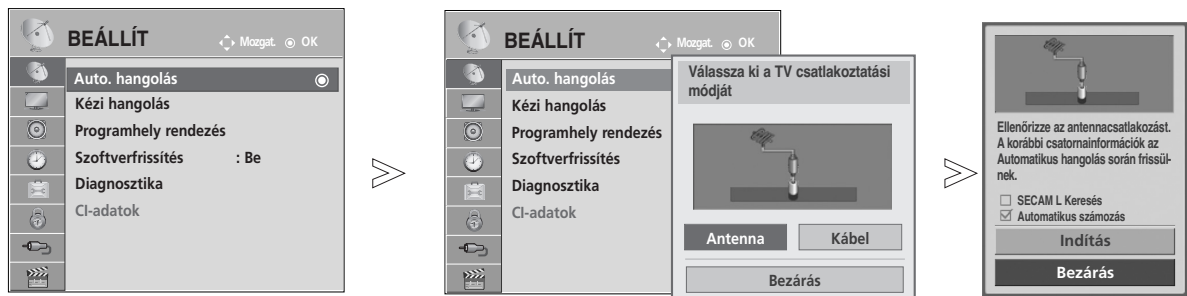 BEÁLLÍT
Mozgat. OK
Auto. hangolás
Kézi hangolás
Programhely rendezés
Szoftverfrissítés : Be
Diagnosztika
CI-adatok
>
BEÁLLÍT
Mozgat. OK
Auto. hangolás
Kézi hangolás
Programhely rendezés
Szoftverfrissítés
Diagnosztika
CI-adatok
Válassza ki a TV csatlakoztatási
módját
Antenna
Kábel
Bezárás
>
Ellenőrizze az antennacsatlakozást.
A korábbi csatornainformációk az
Automatikus hangolás során frissül-
nek.
SECAM L Keresés
Automatikus számozás
Indítás
Bezárás